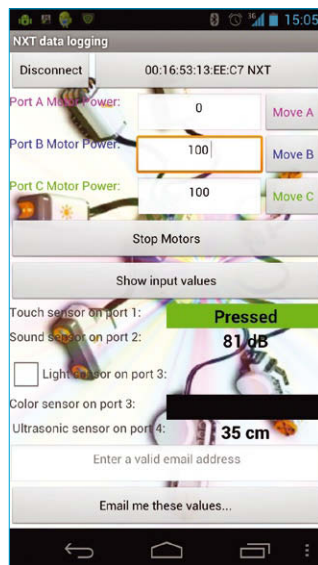 15:05
NXT data logging
Disconnect 00:16:53:13:EE:C7 NXT
Port A Motor Power: 0 Move A
Port B Motor Power: 100 Move B
Port C Motor Power: 100 Move C
Stop Motors
Show input values
Touch sensor on port 1: Pressed
Sound sensor on port 2: 81 dB
Light sensor on port 3:
Color sensor on port 3:
Ultrasonic sensor on port 4: 35 cm
Enter a valid email address
Email me these values...